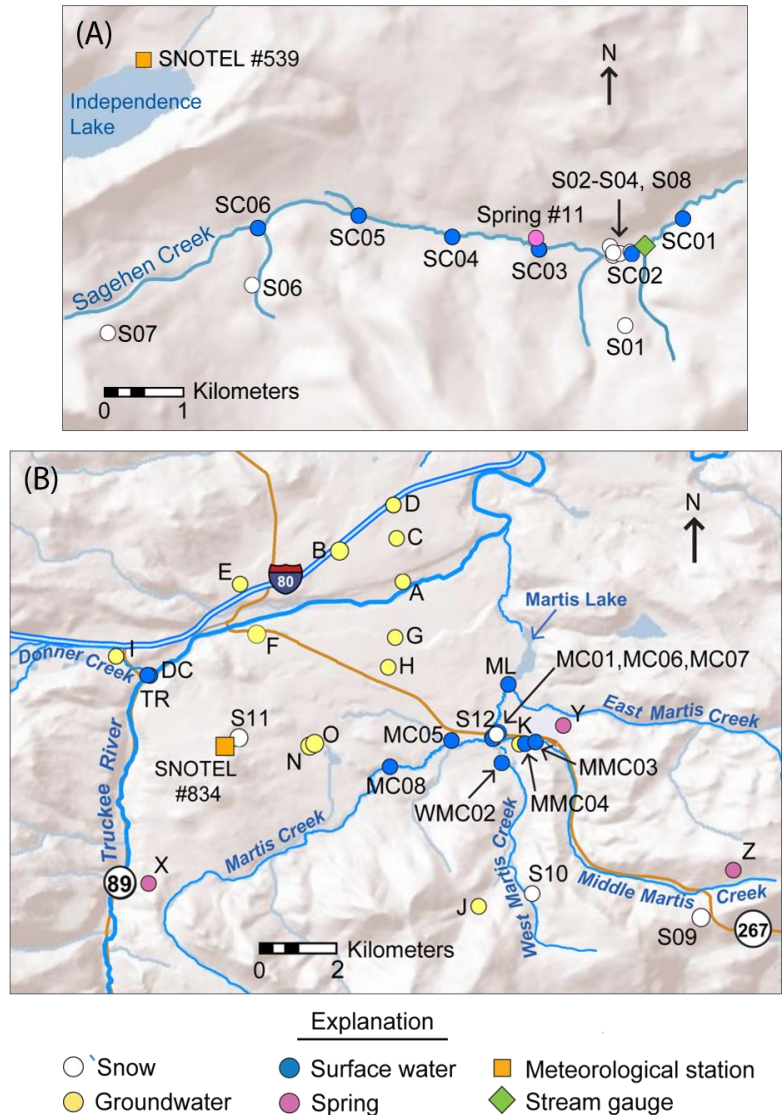 (A)
SNOTEL #539
N
Independence
Lake
S02-S04, S08
SC06
Spring #11
SC05
SC01
SC04
SC03
SC02
Sagehen Creek
S06
S07
S01
Kilometers
0 1
(B)
D
N
C
B
E
80
A
Martis Lake
G
F
I
H
MC01,MC06,MC07
Donner Creek
DC
ML
TR
Y
East Martis Creek
S11
S12
K
MC05
O
N
SNOTEL
#834
MMC03
MC08
WMC02
MMC04
Truckee River
Martis Creek
West Martis Creek
Z
X
89
S10
Middle Martis Creek
J
S09
267
Kilometers
0 2
Explanation
Snow
Surface water
Meteorological station
Groundwater
Spring
Stream gauge